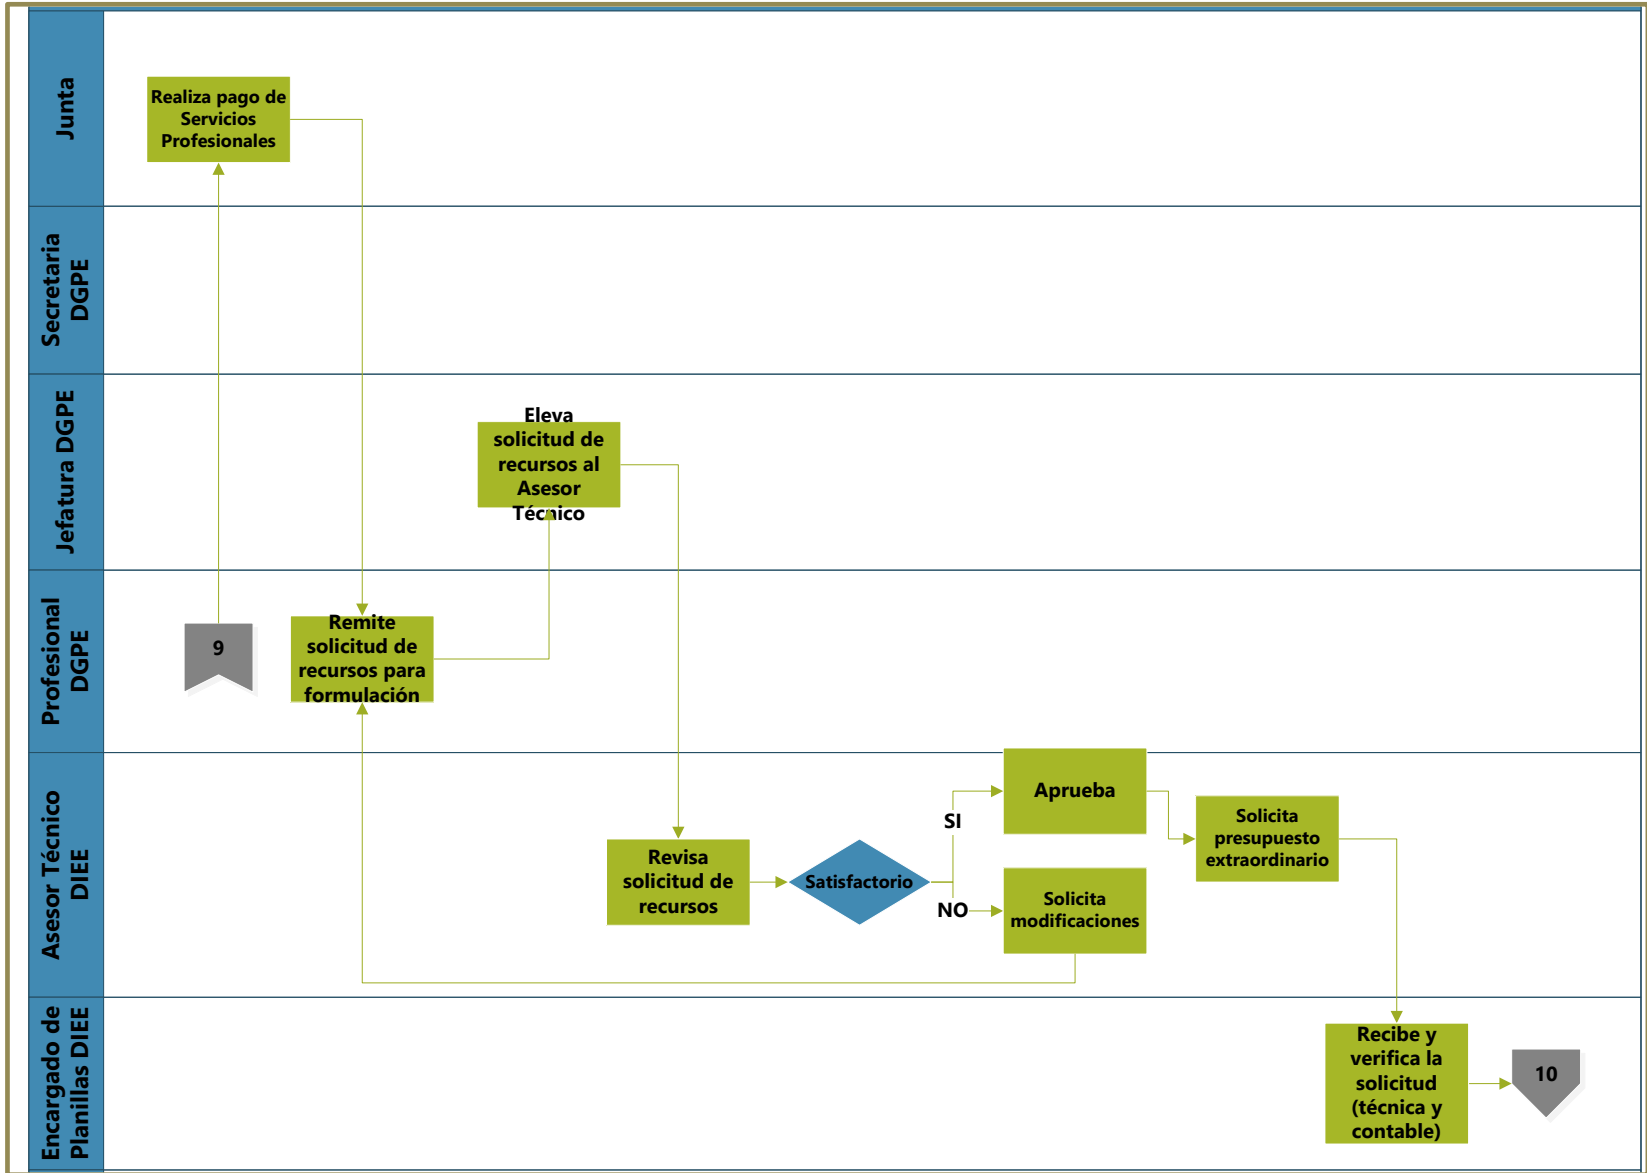 Junta
Realiza pago de
Servicios
Profesionales
Secretaria
DGPE
Jefatura DGPE
Eleva
solicitud de
recursos al
Asesor
Técnico
Profesional
DGPE
9
Remite
solicitud de
recursos para
formulación
Asesor Técnico
DIEE
Revisa
solicitud de
recursos
Satisfactorio
SI
NO
Aprueba
Solicita
modificaciones
Solicita
presupuesto
extraordinario
Encargado de
Planillas DIEE
Recibe y
verifica la
solicitud
(técnica y
contable)
10